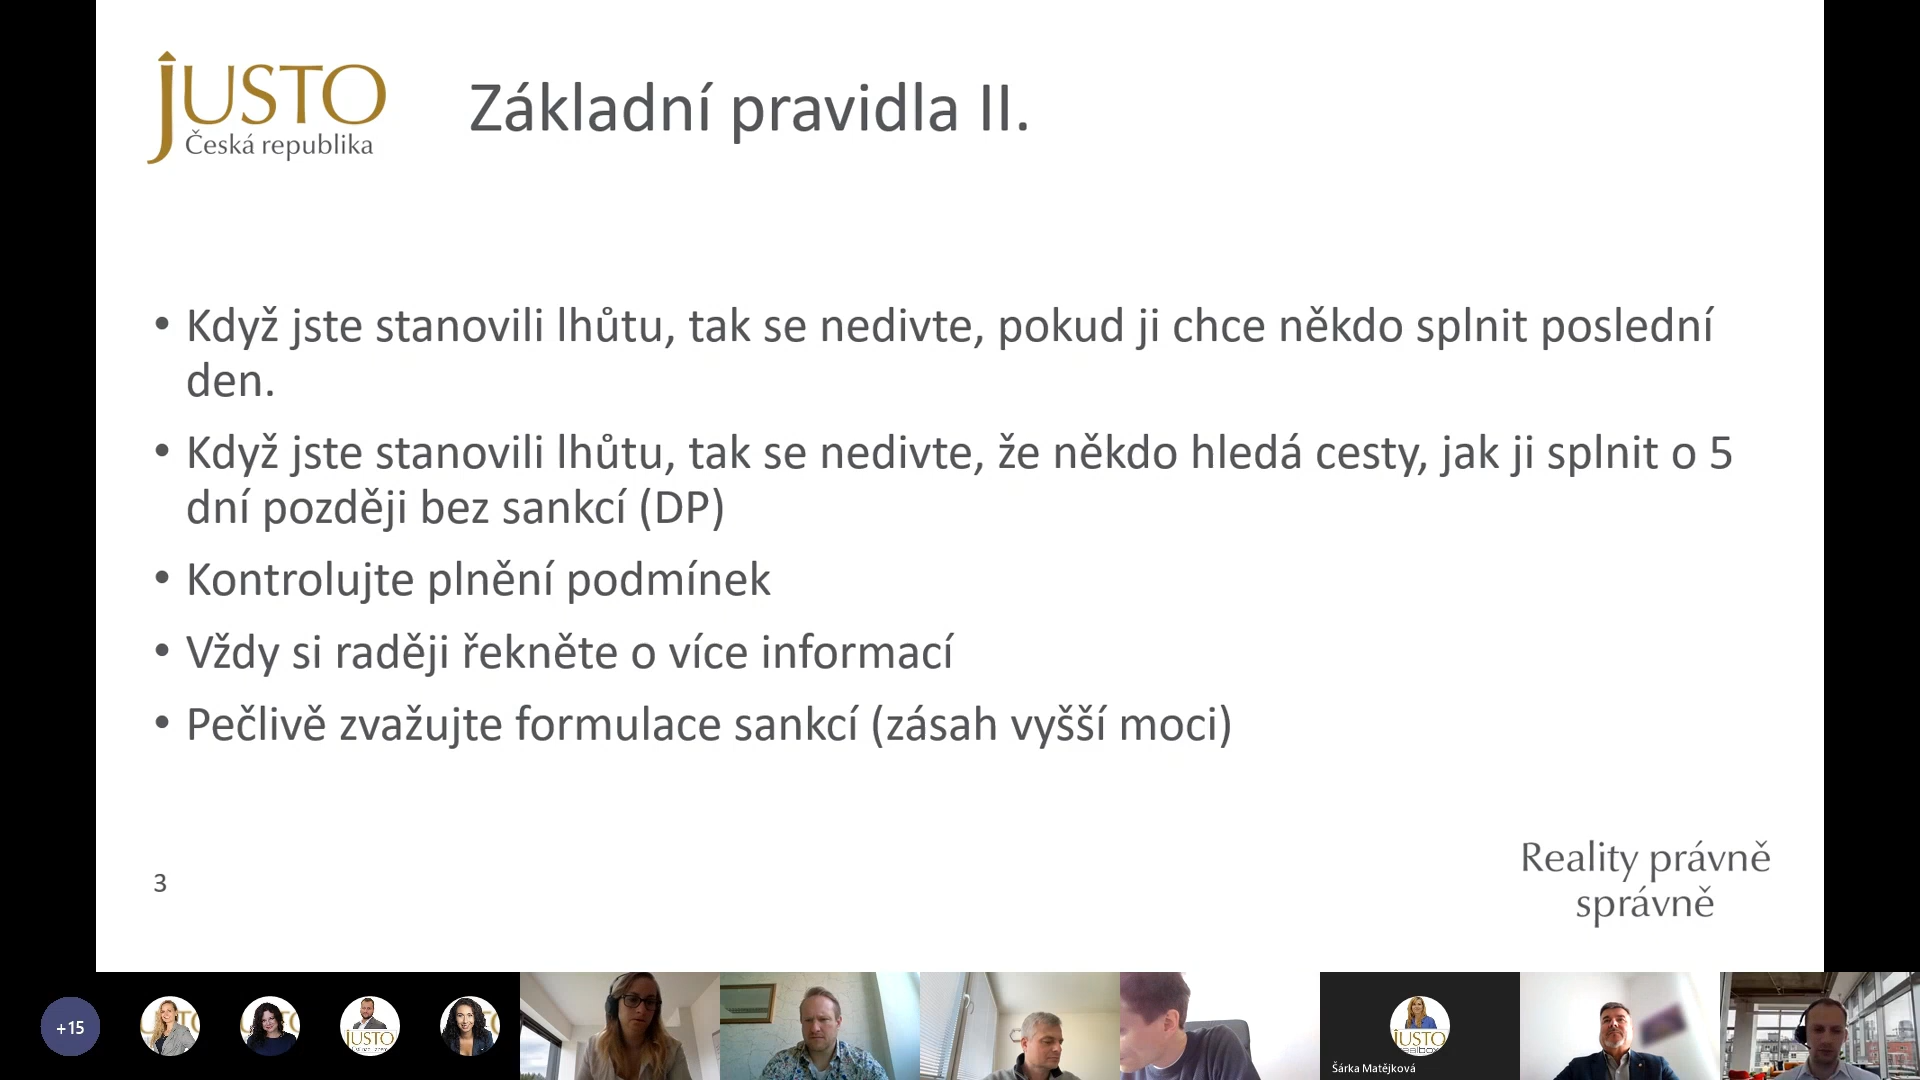 JUSTO
Česká republika
Základní pravidla II.
• Když jste stanovili lhůtu, tak se nedivte, pokud ji chce někdo splnit poslední
den.
• Když jste stanovili lhůtu, tak se nedivte, že někdo hledá cesty, jak ji splnit o 5
dní později bez sankcí (DP)
• Kontrolujte plnění podmínek
• Vždy si raději řekněte o více informací
• Pečlivě zvažujte formulace sankcí (zásah vyšší moci)
3
Reality právně
správně
+15
JUSTO
JUSTO
Šárka Matějková